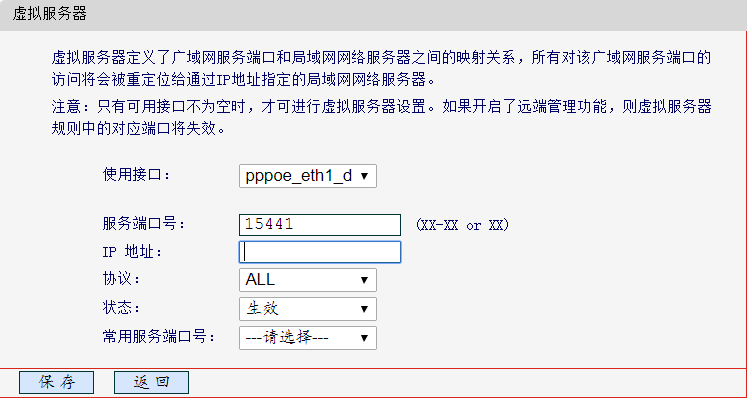 虚拟服务器
虚拟服务器定义了广域网服务端口和局域网网络服务器之间的映射关系，所有对该广域网服务端口的
访问将会被重定位给通过IP地址指定的局域网网络服务器。
注意：只有可用接口不为空时，才可进行虚拟服务器设置。如果开启了远端管理功能，则虚拟服务器
规则中的对应端口将失效。
使用接口： pppoe_eth1_d
服务端口号： 15441 (XX-XX or XX)
IP 地址：
协议： ALL
状态： 生效
常用服务端口号： ---请选择---
保存 返回